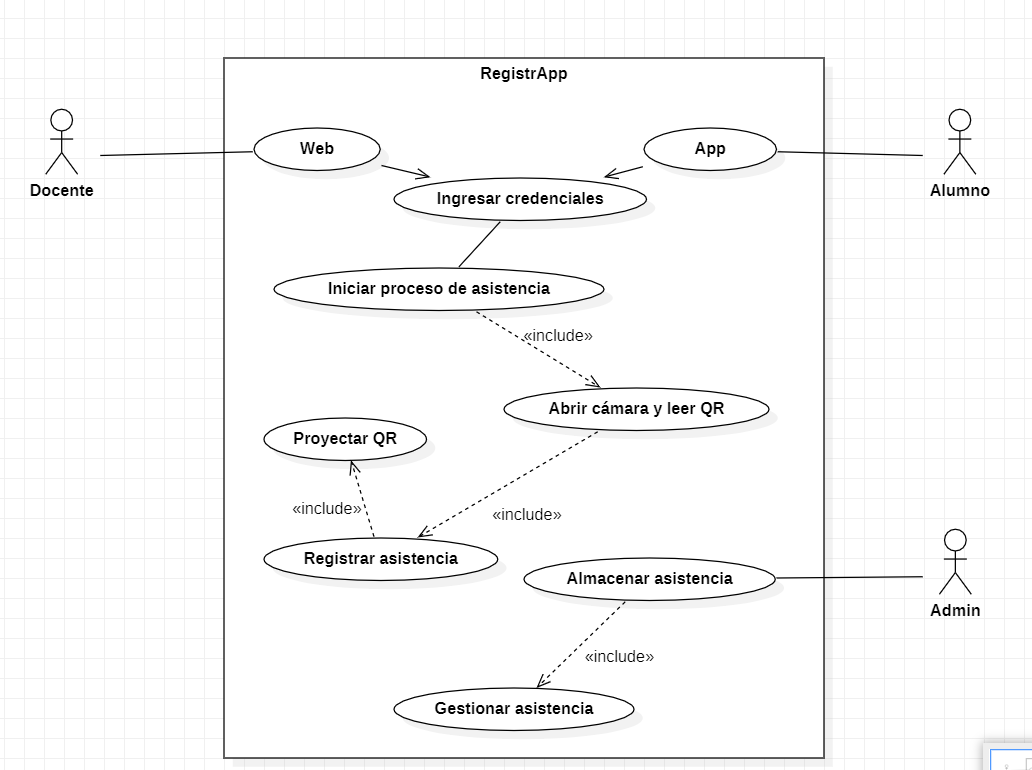 RegistrApp
Web
App
Docente
Alumno
Ingresar credenciales
Iniciar proceso de asistencia
«include»
Abrir cámara y leer QR
Proyectar QR
«include»
«include»
Registrar asistencia
Almacenar asistencia
Admin
«include»
Gestionar asistencia